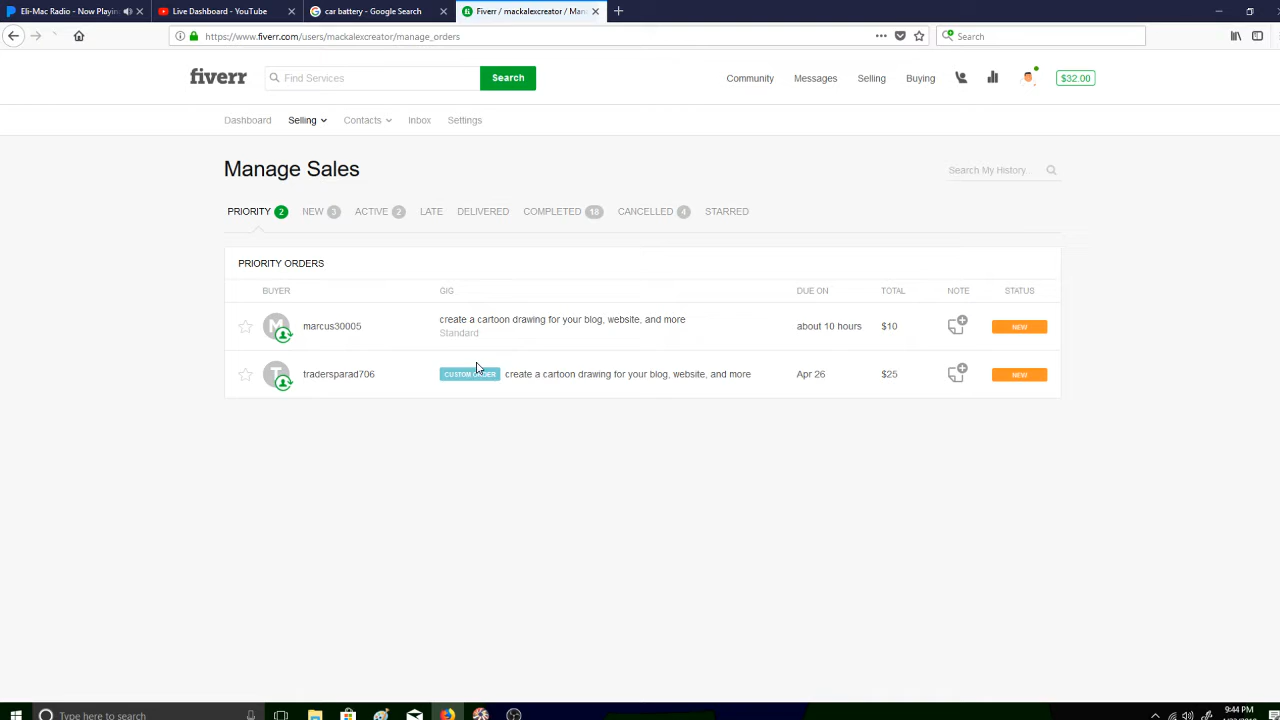 Eli-Mac Radio - Now Playin
Live Dashboard - YouTube
car battery - Google Search
Fiverr / mackalexcreator / Man
https://www.fiverr.com/users/mackalexcreator/manage_orders
Search
fiverr
Find Services
Search
Community
Messages
Selling
Buying
$32.00
Dashboard
Selling
Contacts
Inbox
Settings
Manage Sales
Search My History
PRIORITY 2
NEW 3
ACTIVE 2
LATE
DELIVERED
COMPLETED 18
CANCELLED 4
STARRED
PRIORITY ORDERS
BUYER GIG DUE ON TOTAL NOTE STATUS
M marcus30005 create a cartoon drawing for your blog, website, and more about 10 hours $10 NEW
Standard
T tradersparad706 CUSTOM ORDER create a cartoon drawing for your blog, website, and more Apr 26 $25 NEW
Type here to search
9:44 PM